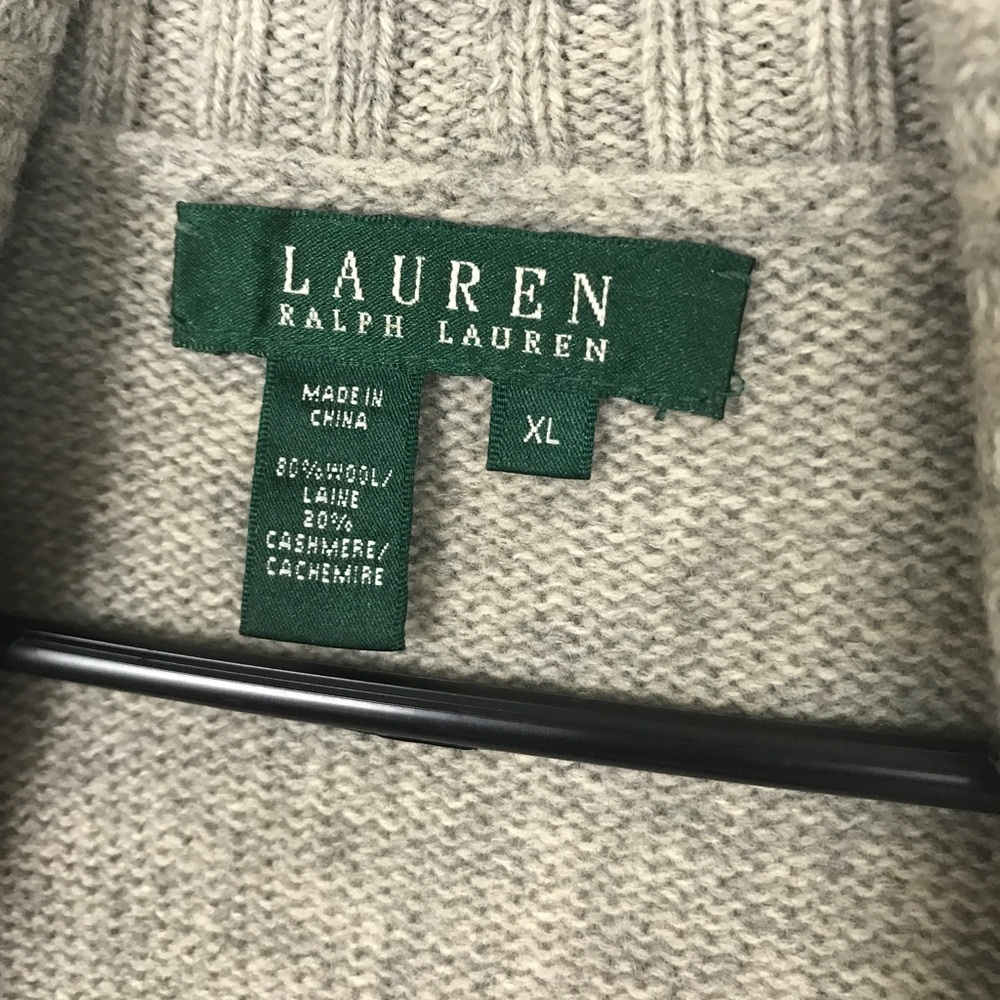 LAUREN
RALPH LAUREN
MADE IN
CHINA
80%WOOL/
LAINE
20%
CASHMERE/
CACHEMIRE
XL